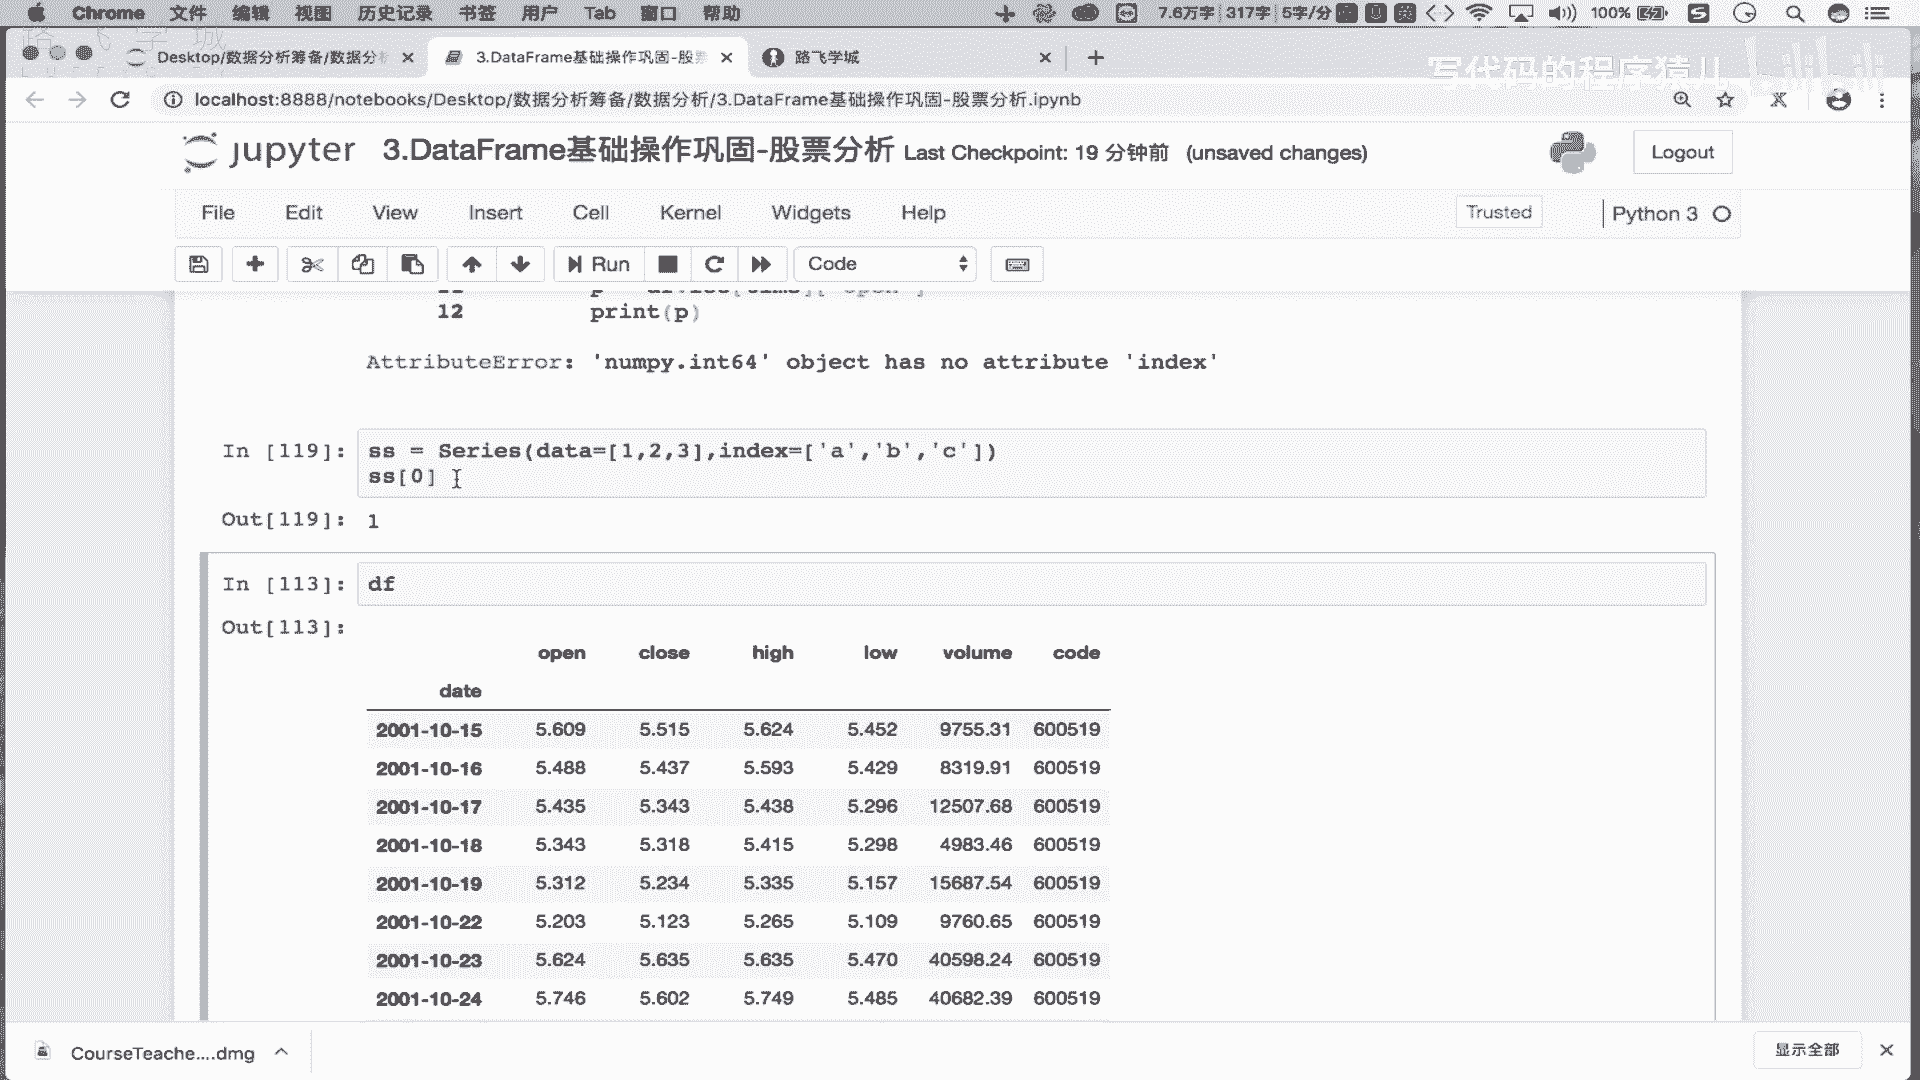 Chrome 文件 编辑 视图 历史记录 书签 用户 Tab 窗口 帮助 7.6万字 317字 5字/分 100%
路飞学城
Desktop/数据分析筹备/数据分析 3.DataFrame基础操作巩固-股票 路飞学城
写代码的程序猿儿 bilibili
localhost:8888/notebooks/Desktop/数据分析筹备/数据分析/3.DataFrame基础操作巩固-股票分析.ipynb
jupyter 3.DataFrame基础操作巩固-股票分析 Last Checkpoint: 19 分钟前 (unsaved changes) Logout
File Edit View Insert Cell Kernel Widgets Help Trusted Python 3
Run Code
12 print(p)
AttributeError: 'numpy.int64' object has no attribute 'index'
In [119]: ss = Series(data=[1,2,3],index=['a','b','c'])
ss[0]
Out[119]: 1
In [113]: df
Out[113]:
open close high low volume code
date
2001-10-15 5.609 5.515 5.624 5.452 9755.31 600519
2001-10-16 5.488 5.437 5.593 5.429 8319.91 600519
2001-10-17 5.435 5.343 5.438 5.296 12507.68 600519
2001-10-18 5.343 5.318 5.415 5.298 4983.46 600519
2001-10-19 5.312 5.234 5.335 5.157 15687.54 600519
2001-10-22 5.203 5.123 5.265 5.109 9760.65 600519
2001-10-23 5.624 5.635 5.635 5.470 40598.24 600519
2001-10-24 5.746 5.602 5.749 5.485 40682.39 600519
CourseTeache....dmg 显示全部